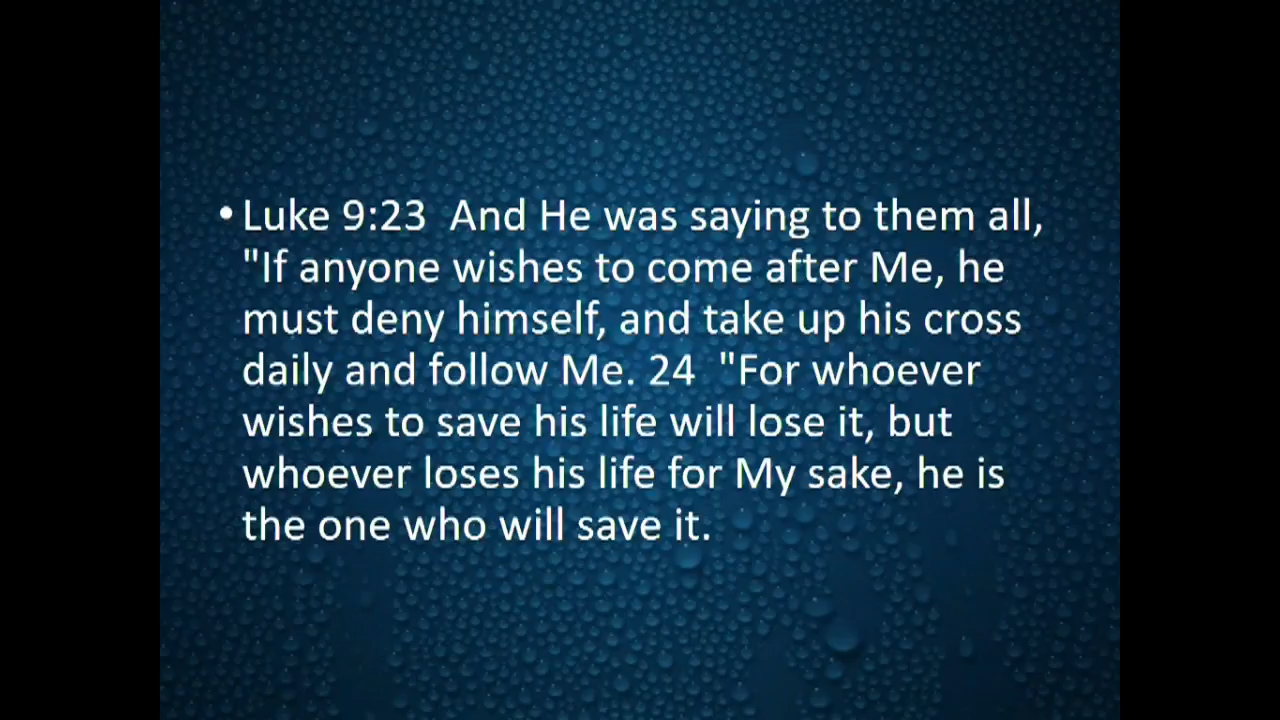 • Luke 9:23  And He was saying to them all,
"If anyone wishes to come after Me, he
must deny himself, and take up his cross
daily and follow Me. 24  "For whoever
wishes to save his life will lose it, but
whoever loses his life for My sake, he is
the one who will save it.